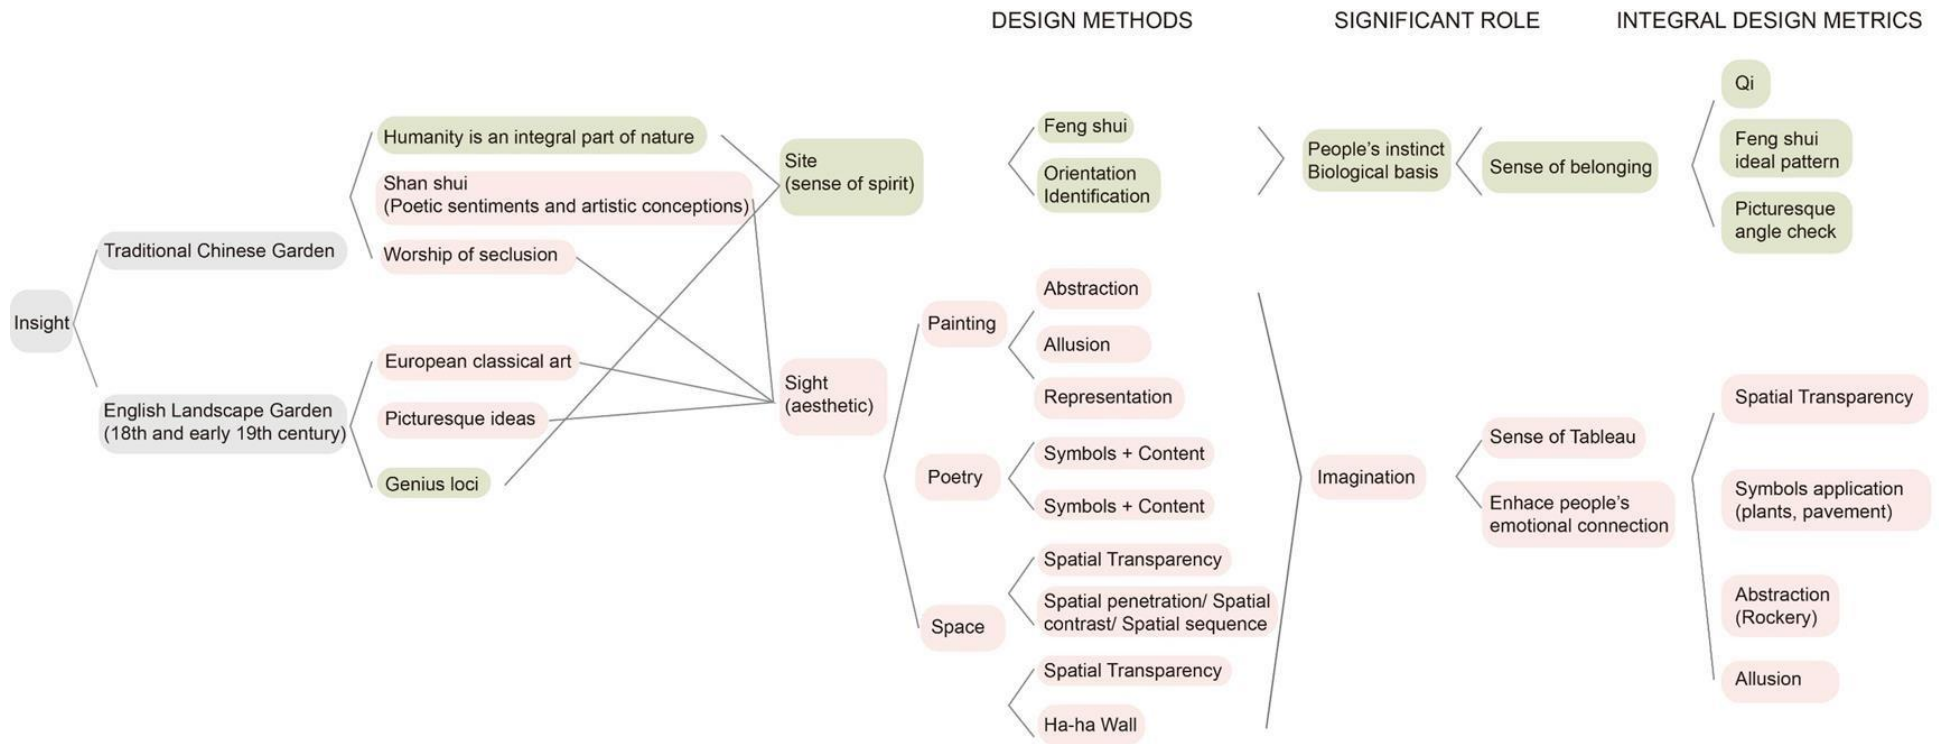 DESIGN METHODS
SIGNIFICANT ROLE
INTEGRAL DESIGN METRICS
Insight
Traditional Chinese Garden
English Landscape Garden
(18th and early 19th century)
Humanity is an integral part of nature
Shan shui
(Poetic sentiments and artistic conceptions)
Worship of seclusion
European classical art
Picturesque ideas
Genius loci
Site
(sense of spirit)
Sight
(aesthetic)
Painting
Poetry
Space
Feng shui
Orientation
Identification
Abstraction
Allusion
Representation
Symbols + Content
Symbols + Content
Spatial Transparency
Spatial penetration/ Spatial
contrast/ Spatial sequence
Spatial Transparency
Ha-ha Wall
People's instinct
Biological basis
Imagination
Sense of belonging
Sense of Tableau
Enhace people's
emotional connection
Qi
Feng shui
ideal pattern
Picturesque
angle check
Spatial Transparency
Symbols application
(plants, pavement)
Abstraction
(Rockery)
Allusion